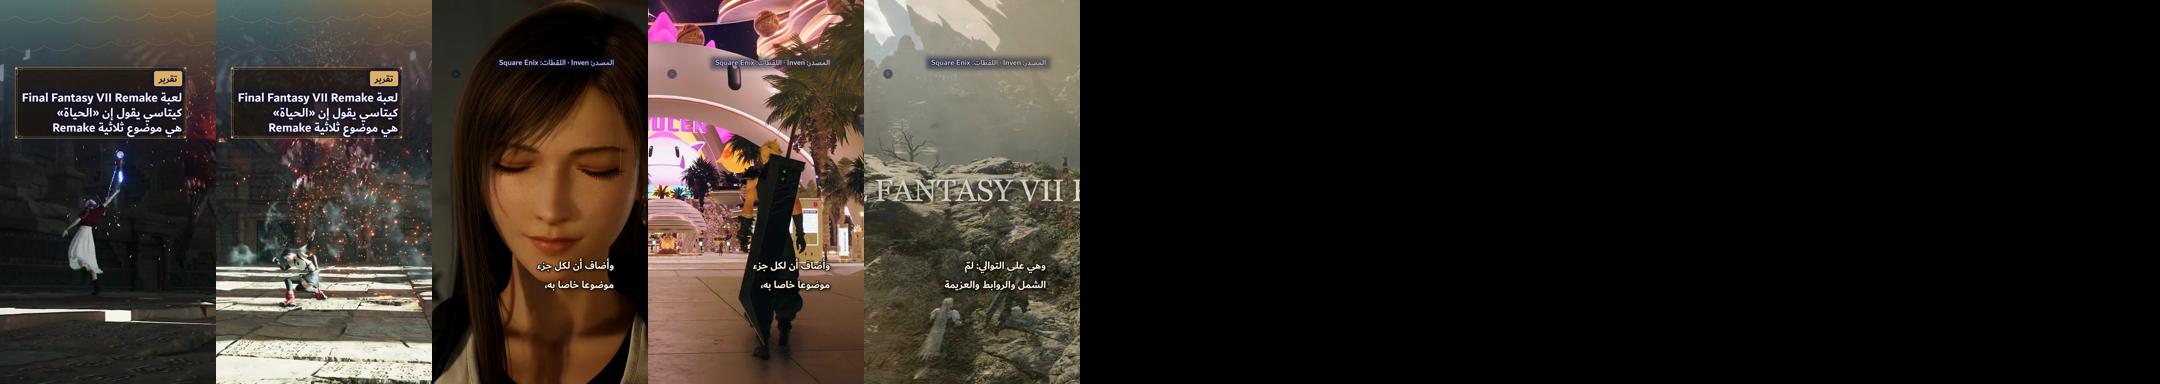 تقرير
لعبة Final Fantasy VII Remake
كيتاسي يقول إن «الحياة»
هي موضوع ثلاثية Remake
تقرير
لعبة Final Fantasy VII Remake
كيتاسي يقول إن «الحياة»
هي موضوع ثلاثية Remake
المصدر: Inven · اللقطات: Square Enix
وأضاف أن لكل جزء
موضوعا خاصا به،
المصدر: Inven · اللقطات: Square Enix
وأضاف أن لكل جزء
موضوعا خاصا به،
المصدر: Inven · اللقطات: Square Enix
FANTASY VII
وهي على التوالي: لمّ
الشمل والروابط والعزيمة